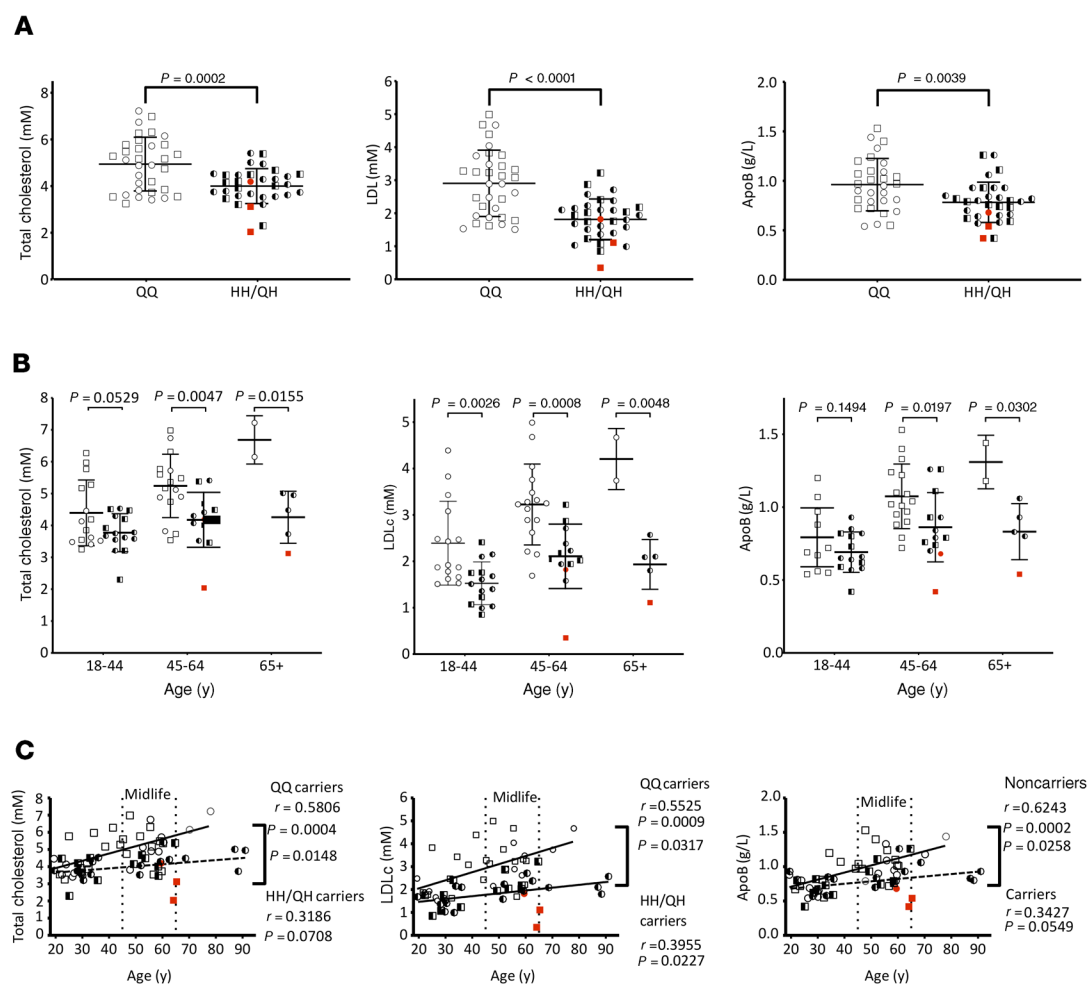 A
P = 0.0002
Total cholesterol (mM)
8
6
4
2
0
QQ
HH/QH
P < 0.0001
LDL (mM)
6
5
4
3
2
1
0
QQ
HH/QH
P = 0.0039
ApoB (g/L)
2.0
1.5
1.0
0.5
0.0
QQ
HH/QH
B
P = 0.0529
P = 0.0047
P = 0.0155
Total cholesterol (mM)
8
7
6
5
4
3
2
1
0
18-44
45-64
65+
Age (y)
P = 0.0026
P = 0.0008
P = 0.0048
LDLc (mM)
5
4
3
2
1
0
18-44
45-64
65+
Age (y)
P = 0.1494
P = 0.0197
P = 0.0302
ApoB (g/L)
1.5
1.0
0.5
0.0
18-44
45-64
65+
Age (y)
C
Total cholesterol (mM)
8
7
6
5
4
3
2
1
0
Midlife
20 30 40 50 60 70 80 90
Age (y)
QQ carriers
r = 0.5806
P = 0.0004
P = 0.0148
HH/QH carriers
r = 0.3186
P = 0.0708
LDLc (mM)
6
5
4
3
2
1
0
Midlife
20 30 40 50 60 70 80 90
Age (y)
QQ carriers
r = 0.5525
P = 0.0009
P = 0.0317
HH/QH
carriers
r = 0.3955
P = 0.0227
ApoB (g/L)
2.0
1.5
1.0
0.5
0.0
Midlife
20 30 40 50 60 70 80 90
Age (y)
Noncarriers
r = 0.6243
P = 0.0002
P = 0.0258
Carriers
r = 0.3427
P = 0.0549